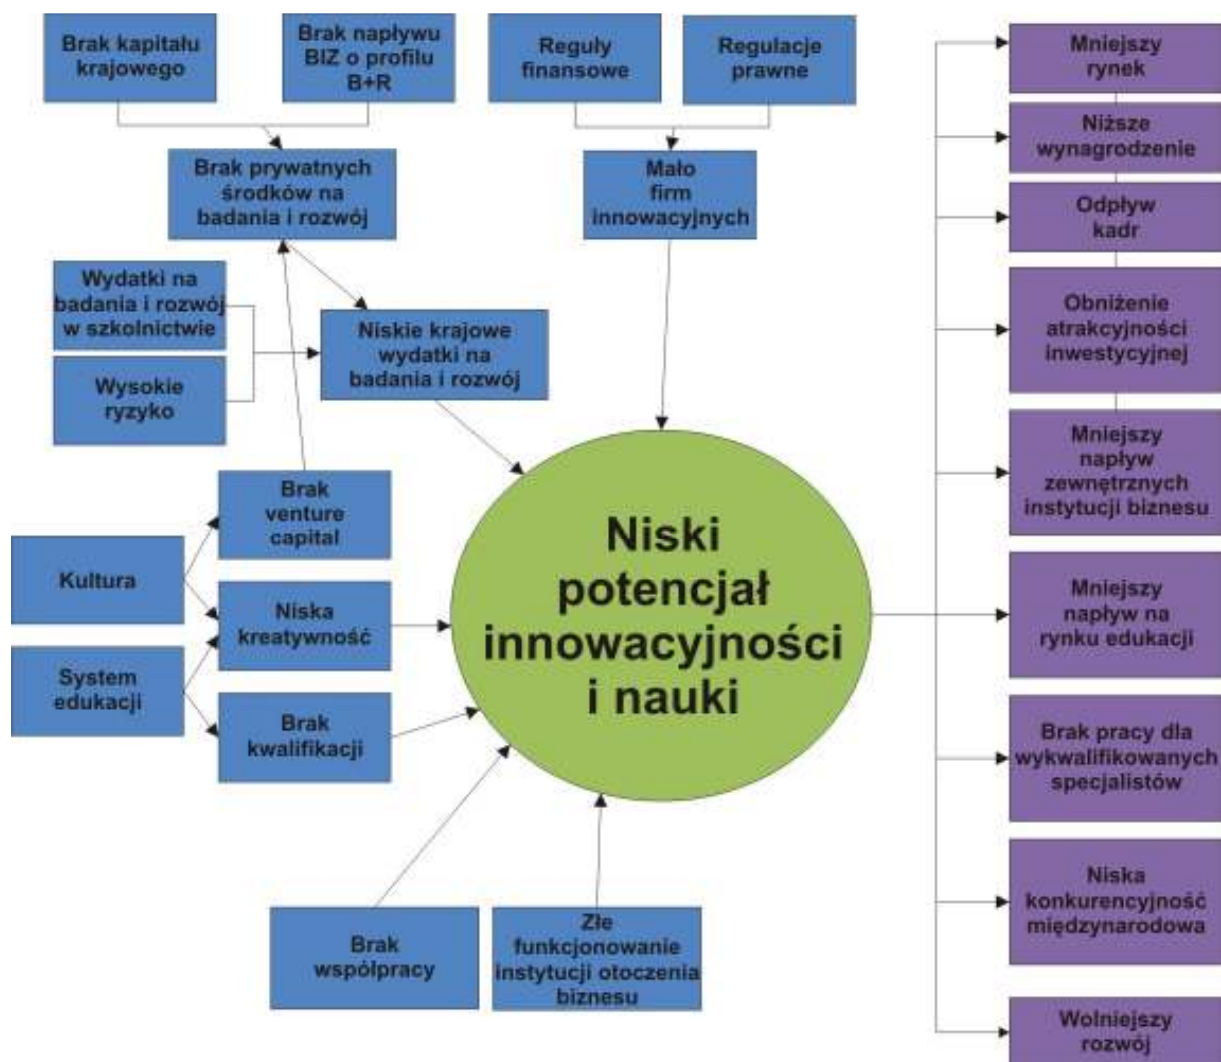 Brak kapitału
krajowego
Brak napływu
BIZ o profilu
B+R
Reguły
finansowe
Regulacje
prawne
Brak prywatnych
środków na
badania i rozwój
Mało
firm
innowacyjnych
Wydatki na
badania i rozwój
w szkolnictwie
Wysokie
ryzyko
Niskie krajowe
wydatki na
badania i rozwój
Brak
venture
capital
Kultura
Niska
kreatywność
System
edukacji
Brak
kwalifikacji
Niski
potencjał
innowacyjności
i nauki
Brak
współpracy
Złe
funkcjonowanie
instytucji otoczenia
biznesu
Mniejszy
rynek
Niższe
wynagrodzenie
Odpływ
kadr
Obniżenie
atrakcyjności
inwestycyjnej
Mniejszy
napływ
zewnętrznych
instytucji biznesu
Mniejszy
napływ na
rynku edukacji
Brak pracy dla
wykwalifikowanych
specjalistów
Niska
konkurencyjność
międzynarodowa
Wolniejszy
rozwój